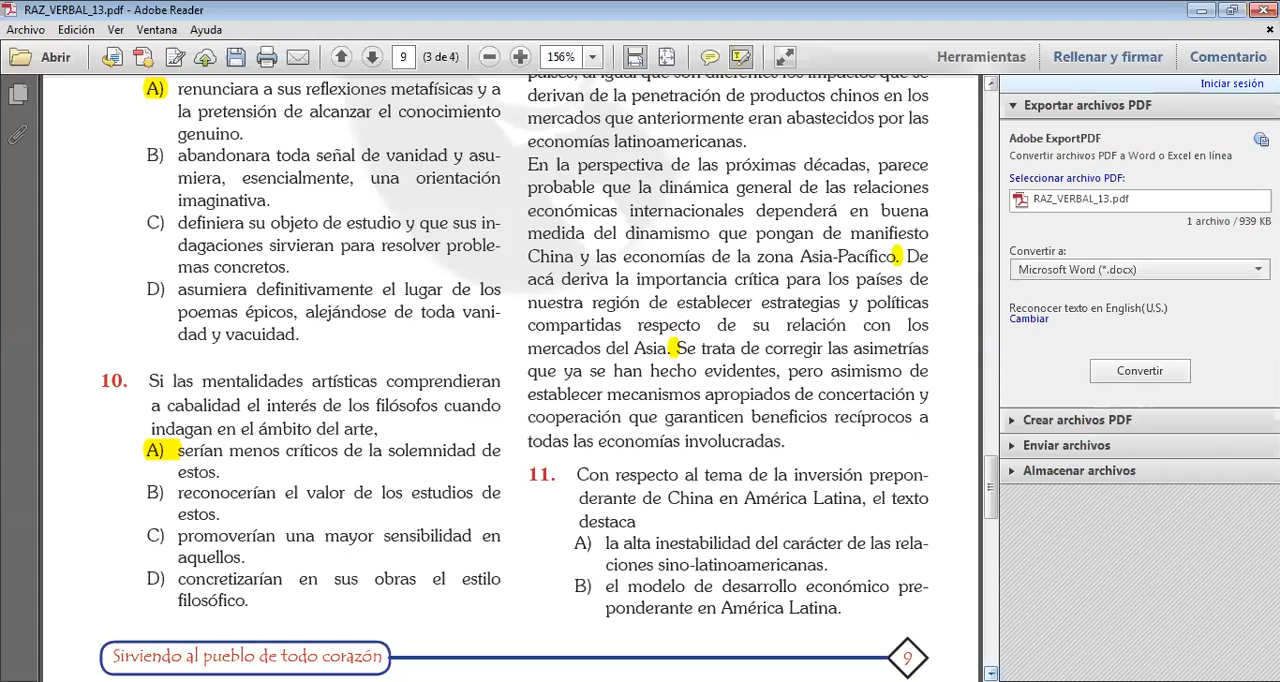 RAZ_VERBAL_13.pdf - Adobe Reader
Archivo Edición Ver Ventana Ayuda
Abrir 9 (3 de 4) 156% Herramientas Rellenar y firmar Comentario
A) renunciara a sus reflexiones metafísicas y a
la pretensión de alcanzar el conocimiento
genuino.
B) abandonara toda señal de vanidad y asu-
miera, esencialmente, una orientación
imaginativa.
C) definiera su objeto de estudio y que sus in-
dagaciones sirvieran para resolver proble-
mas concretos.
D) asumiera definitivamente el lugar de los
poemas épicos, alejándose de toda vani-
dad y vacuidad.
10. Si las mentalidades artísticas comprendieran
a cabalidad el interés de los filósofos cuando
indagan en el ámbito del arte,
A) serían menos críticos de la solemnidad de
estos.
B) reconocerían el valor de los estudios de
estos.
C) promoverían una mayor sensibilidad en
aquellos.
D) concretizarían en sus obras el estilo
filosófico.
países, al igual que son diferentes los impactos que se
derivan de la penetración de productos chinos en los
mercados que anteriormente eran abastecidos por las
economías latinoamericanas.
En la perspectiva de las próximas décadas, parece
probable que la dinámica general de las relaciones
económicas internacionales dependerá en buena
medida del dinamismo que pongan de manifiesto
China y las economías de la zona Asia-Pacífico. De
acá deriva la importancia crítica para los países de
nuestra región de establecer estrategias y políticas
compartidas respecto de su relación con los
mercados del Asia. Se trata de corregir las asimetrías
que ya se han hecho evidentes, pero asimismo de
establecer mecanismos apropiados de concertación y
cooperación que garanticen beneficios recíprocos a
todas las economías involucradas.
11. Con respecto al tema de la inversión prepon-
derante de China en América Latina, el texto
destaca
A) la alta inestabilidad del carácter de las rela-
ciones sino-latinoamericanas.
B) el modelo de desarrollo económico pre-
ponderante en América Latina.
Sirviendo al pueblo de todo corazón
9
Iniciar sesión
Exportar archivos PDF
Adobe ExportPDF
Convertir archivos PDF a Word o Excel en línea
Seleccionar archivo PDF:
RAZ_VERBAL_13.pdf
1 archivo / 939 KB
Convertir a:
Microsoft Word (*.docx)
Reconocer texto en English(U.S.)
Cambiar
Convertir
Crear archivos PDF
Enviar archivos
Almacenar archivos